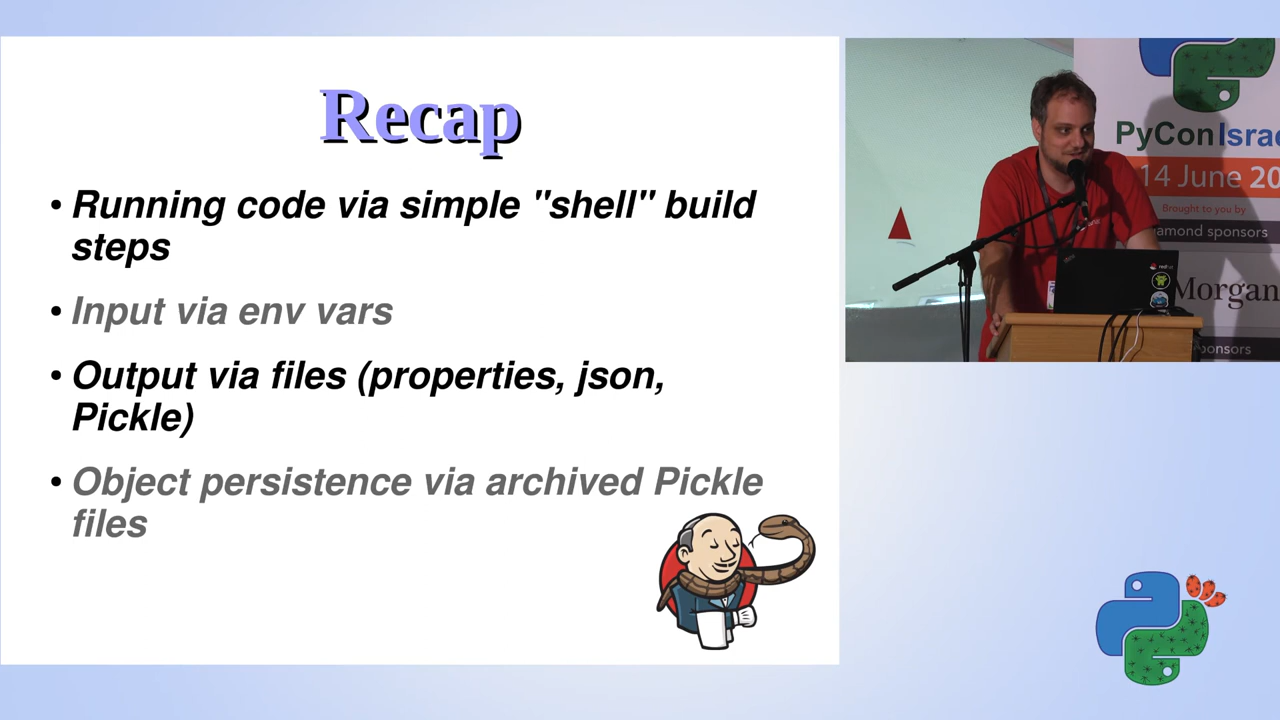 Recap
• Running code via simple "shell" build
steps
• Input via env vars
• Output via files (properties, json,
Pickle)
• Object persistence via archived Pickle
files
PyCon Israe
14 June 20
Brought to you by
amond sponsors
Morgan
ponsors
redhat